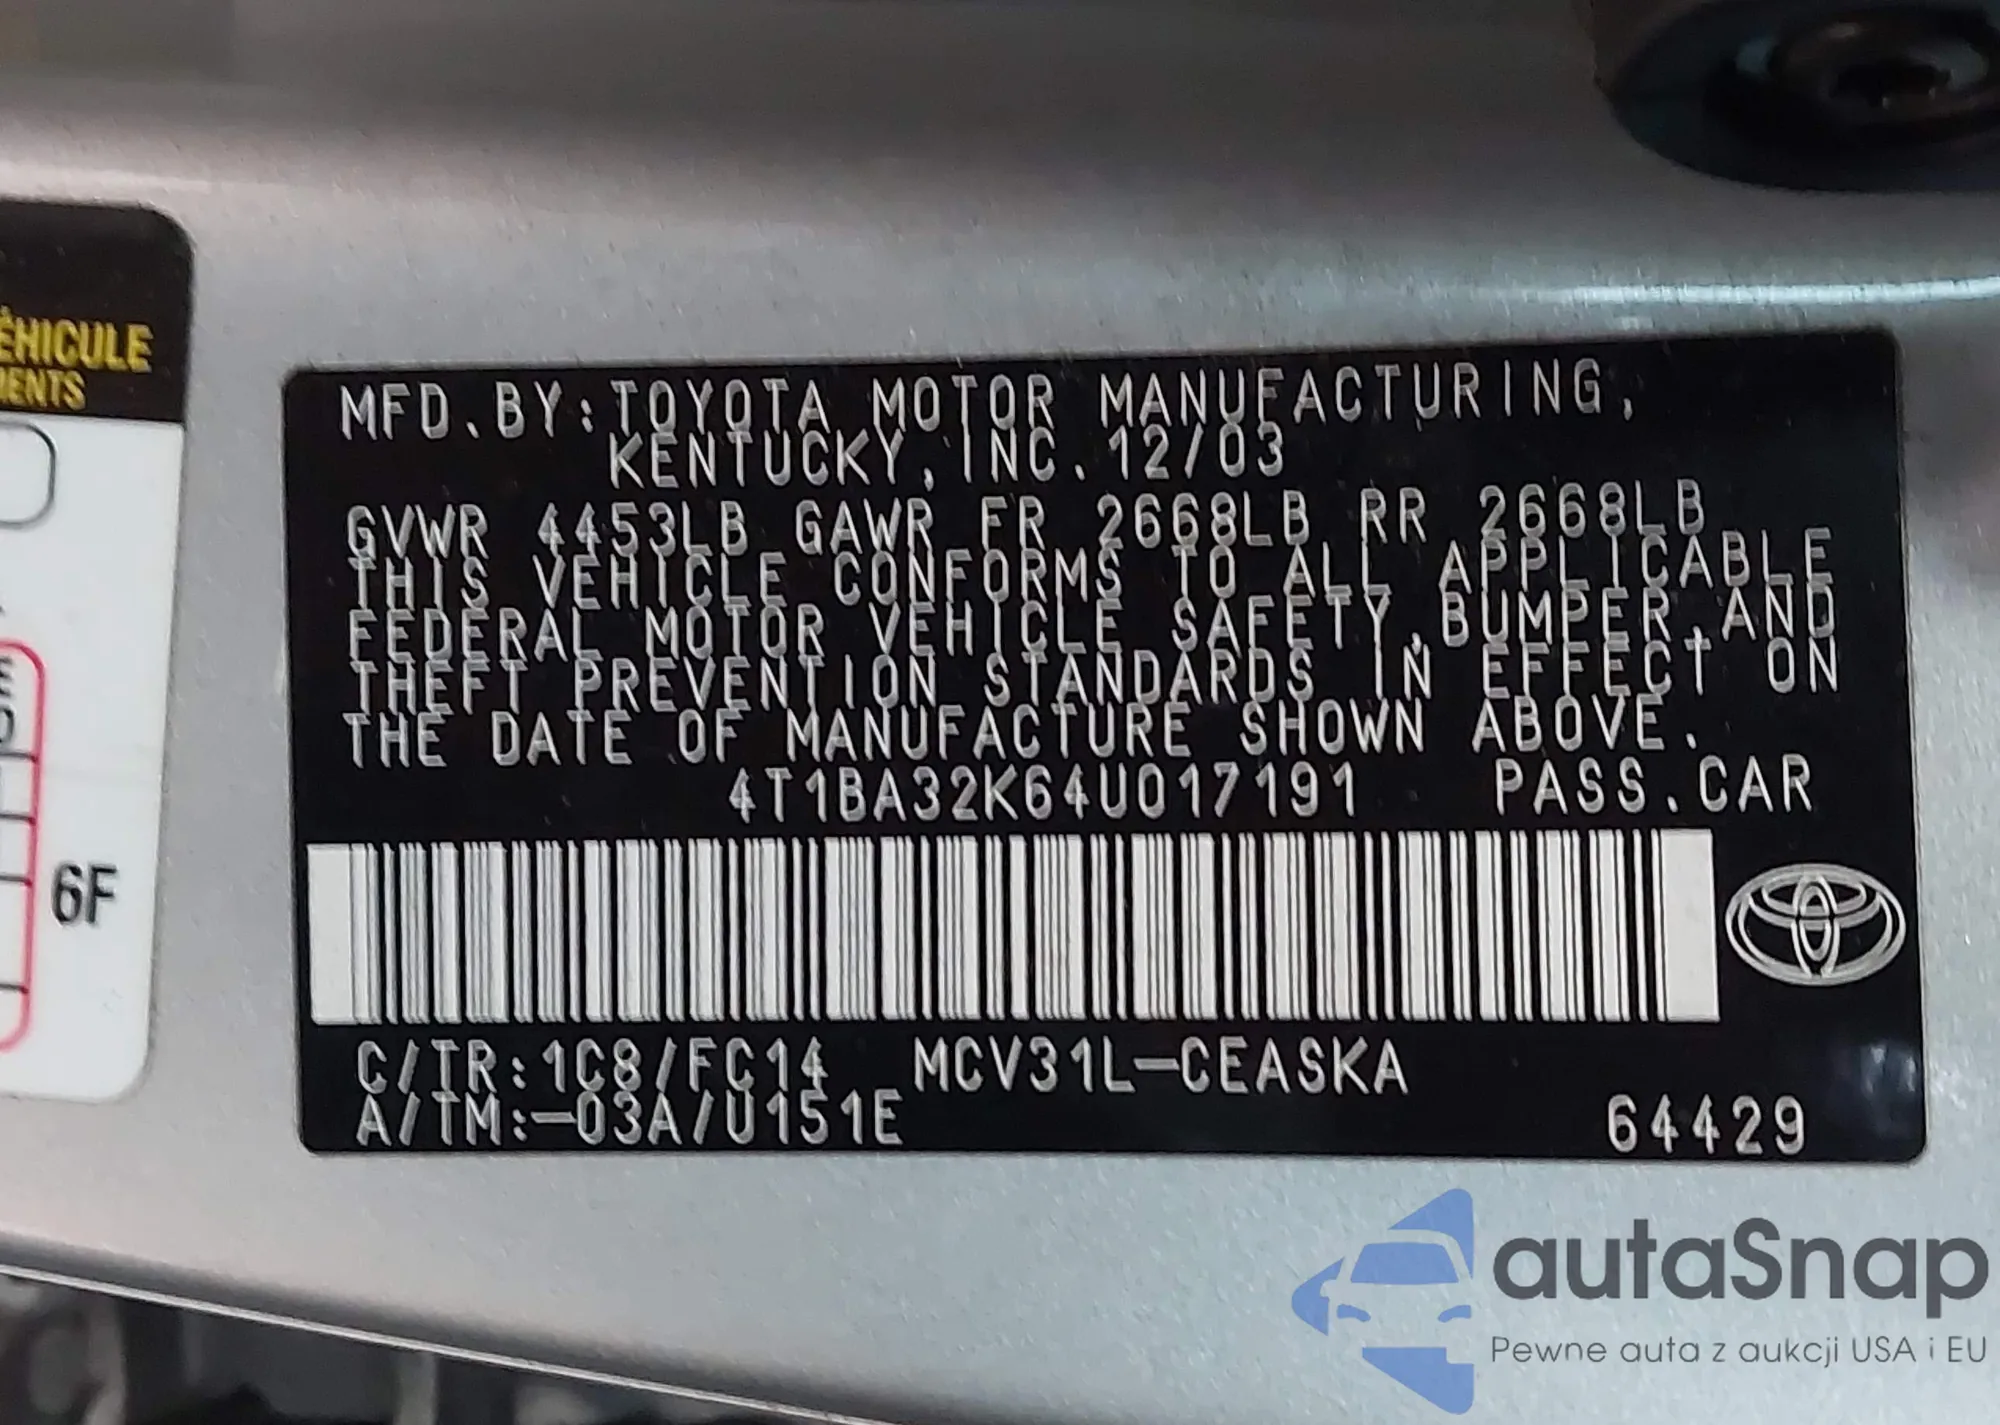 ÉHICULE
MENTS
6F
MFD.BY:TOYOTA MOTOR MANUFACTURING,
KENTUCKY,INC.12/03
GVWR 4453LB GAWR FR 2668LB RR 2668LB
THIS VEHICLE CONFORMS TO ALL APPLICABLE
FEDERAL MOTOR VEHICLE SAFETY,BUMPER,AND
THEFT PREVENTION STANDARDS IN EFFECT ON
THE DATE OF MANUFACTURE SHOWN ABOVE.
4T1BA32K64U017191 PASS.CAR
C/TR:1C8/FC14 MCV31L-CEASKA
A/TM:-03A/U151E 64429
autaSnap
Pewne auta z aukcji USA i EU